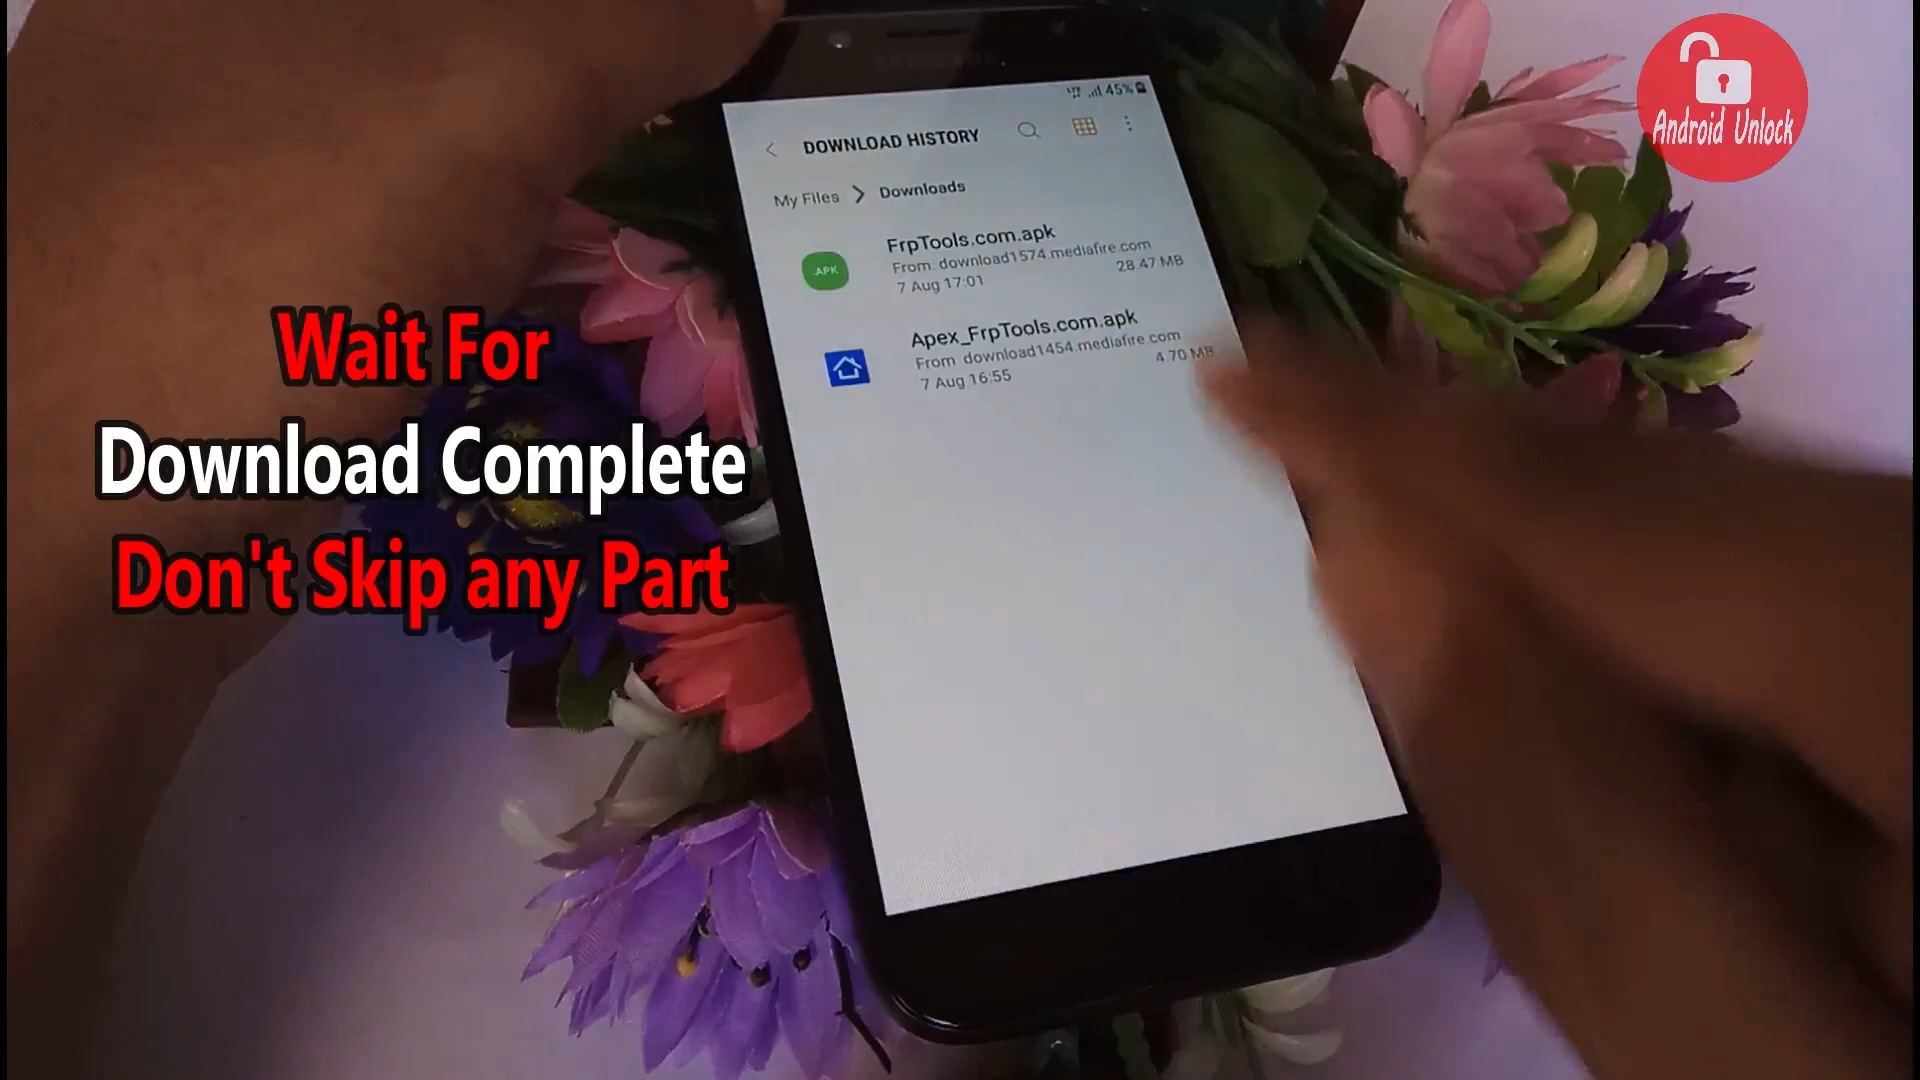 Android Unlock
LTE 45%
DOWNLOAD HISTORY
My Files > Downloads
FrpTools.com.apk
.APK
From: download1574.mediafire.com
28.47 MB
7 Aug 17:01
Apex_FrpTools.com.apk
From: download1454.mediafire.com
4.70 MB
7 Aug 16:55
Wait For
Download Complete
Don't Skip any Part